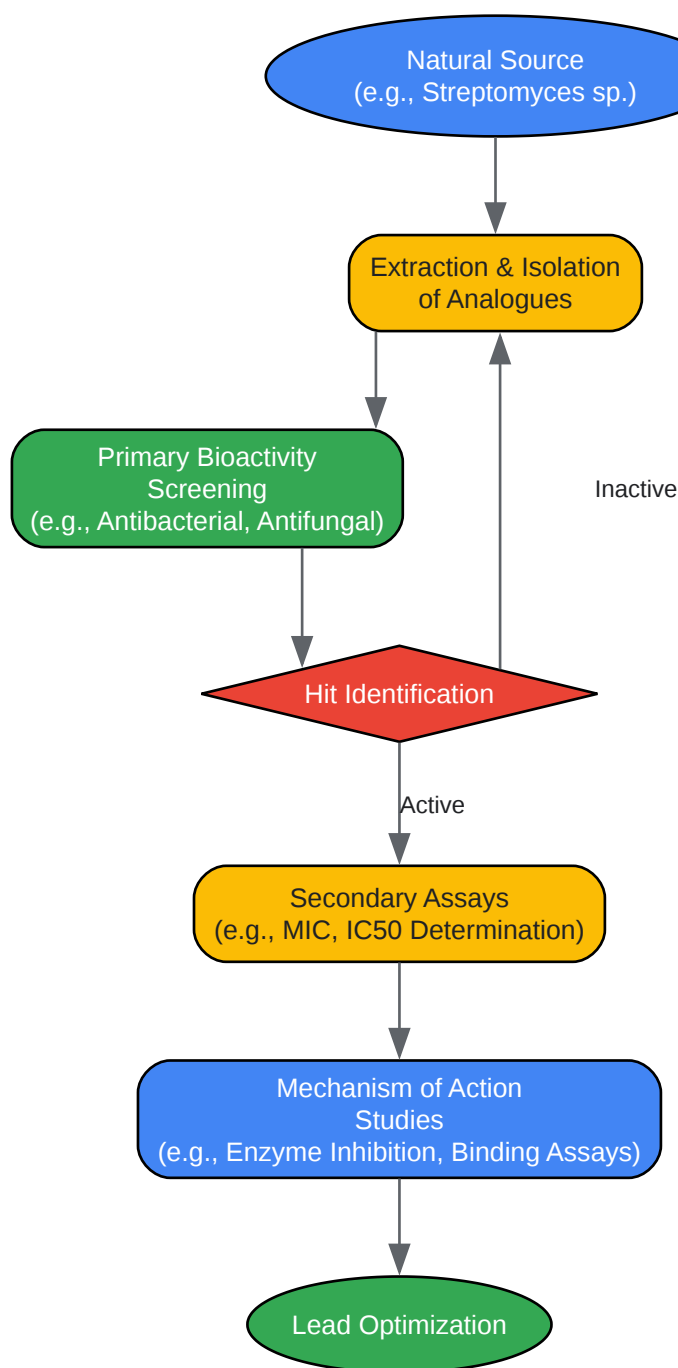 Natural Source
(e.g., Streptomyces sp.)
Extraction & Isolation
of Analogues
Primary Bioactivity
Screening
(e.g., Antibacterial, Antifungal)
Inactive
Hit Identification
Active
Secondary Assays
(e.g., MIC, IC50 Determination)
Mechanism of Action
Studies
(e.g., Enzyme Inhibition, Binding Assays)
Lead Optimization